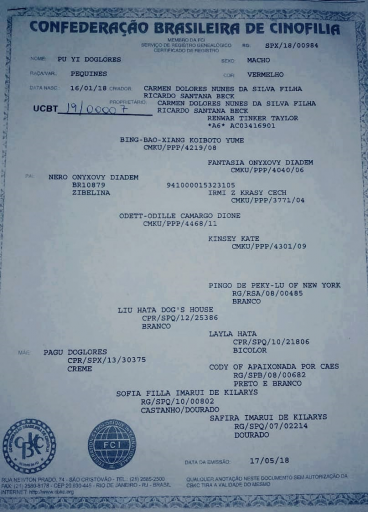 CONFEDERAÇÃO BRASILEIRA DE CINOFILIA
MEMBRO DA FCI
SERVIÇO DE REGISTRO GENEALÓGICO
CERTIFICADO DE REGISTRO
RG. SPX/18/00984
NOME: PU YI DOGLORES SEXO: MACHO
RAÇA/VAR. PEQUINES COR: VERMELHO
DATA NASC. 16/01/18 CRIADOR: CARMEN DOLORES NUNES DA SILVA FILHA
RICARDO SANTANA BECK
UCBT 19/00007 PROPRIETÁRIO: CARMEN DOLORES NUNES DA SILVA FILHA
RICARDO SANTANA BECK
RENWAR TINKER TAYLOR
*A6* AC03416901
BING-BAO-XIANG KOIBOTO YUME
CMKU/PPP/4219/08
FANTASIA ONYXOVY DIADEM
CMKU/PPP/4040/06
PAI: NERO ONYXOVY DIADEM
BR10879 941000015323105
ZIBELINA IRMI Z KRASY CECH
CMKU/PPP/3771/04
ODETT-ODILLE CAMARGO DIONE
CMKU/PPP/4468/11
KINSEY KATE
CMKU/PPP/4301/09
PINGO DE PEKY-LU OF NEW YORK
RG/RSA/08/00485
BRANCO
LIU HATA DOG'S HOUSE
CPR/SPQ/12/25386
BRANCO
LAYLA HATA
CPR/SPQ/10/21806
BICOLOR
MÃE: PAGU DOGLORES
CPR/SPX/13/30375
CREME
CODY OF APAIXONADA POR CAES
RG/SPB/08/00682
PRETO E BRANCO
SOFIA FILLA IMARUI DE KILARYS
RG/SPQ/10/00802
CASTANHO/DOURADO
SAFIRA IMARUI DE KILARYS
RG/SPQ/07/02214
DOURADO
CBKC
FCI
DATA DA EMISSÃO: 17/05/18
RUA NEWTON PRADO, 74 - SÃO CRISTÓVÃO - TEL.: (21)
FAX: (21) - CEP 20.930-445 - RIO DE JANEIRO - RJ - BRASIL
INTERNET http://www.cbkc.org
QUALQUER ANOTAÇÃO NESTE DOCUMENTO SEM AUTORIZAÇÃO DA
CBKC TIRA A VALIDADE DO MESMO